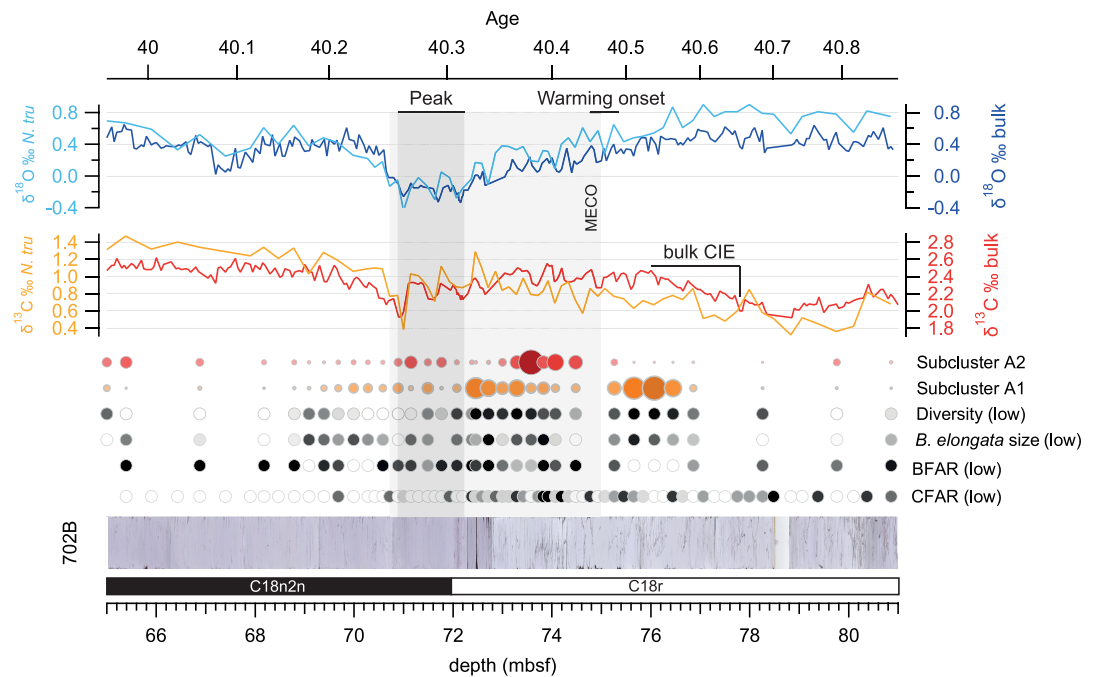 Age
40 40.1 40.2 40.3 40.4 40.5 40.6 40.7 40.8
Peak Warming onset
0.8 0.8
0.4 0.4
0.0 0.0
-0.4 -0.4
δ18O ‰ N. tru
δ18O ‰ bulk
MECO
bulk CIE
1.4 2.8
1.2 2.6
1.0 2.4
0.8 2.2
0.6 2.0
0.4 1.8
δ13C ‰ N. tru
δ13C ‰ bulk
Subcluster A2
Subcluster A1
Diversity (low)
B. elongata size (low)
BFAR (low)
CFAR (low)
702B
C18n2n C18r
66 68 70 72 74 76 78 80
depth (mbsf)